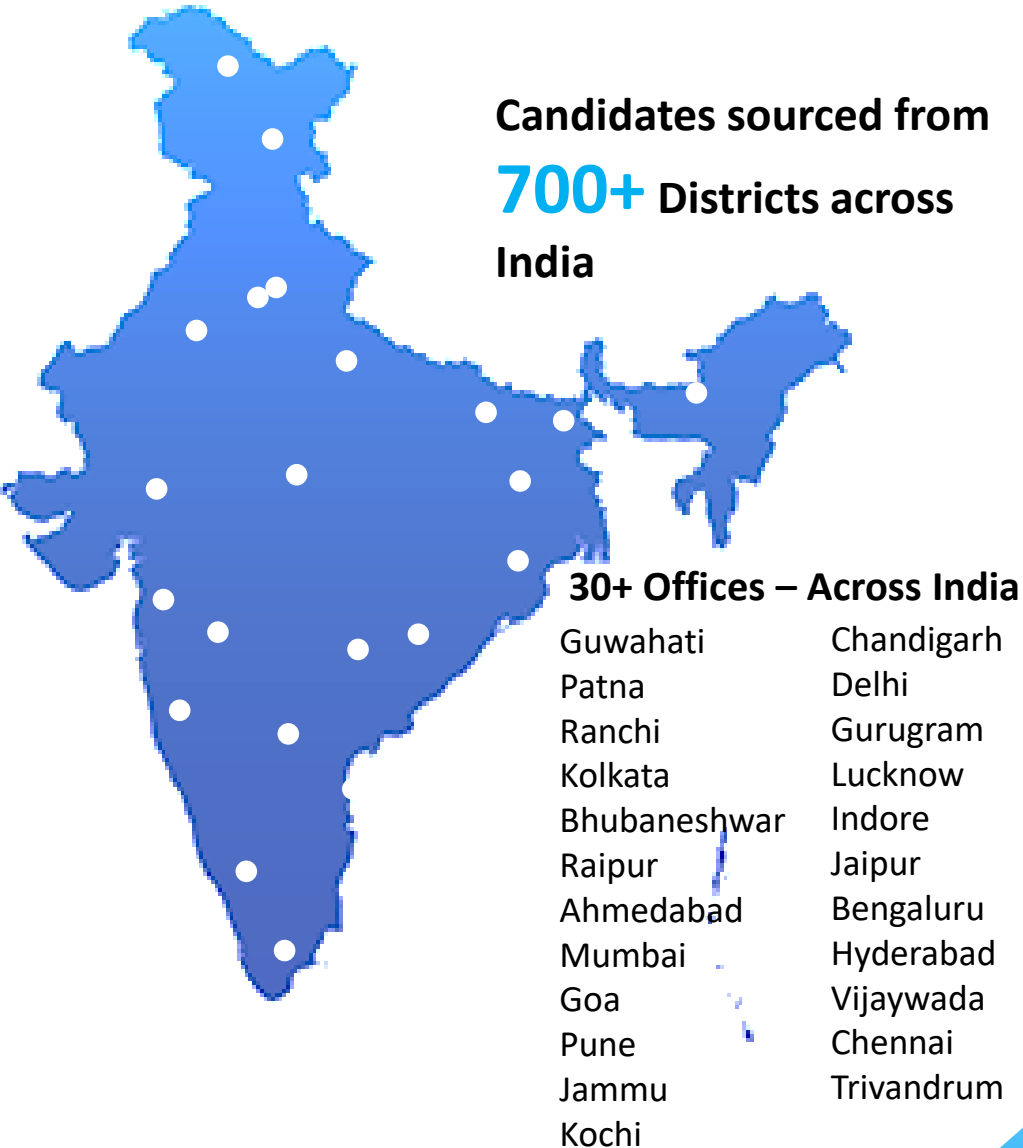 Candidates sourced from
700+ Districts across
India
30+ Offices – Across India
Guwahati
Patna
Ranchi
Kolkata
Bhubaneshwar
Raipur
Ahmedabad
Mumbai
Goa
Pune
Jammu
Kochi
Chandigarh
Delhi
Gurugram
Lucknow
Indore
Jaipur
Bengaluru
Hyderabad
Vijaywada
Chennai
Trivandrum